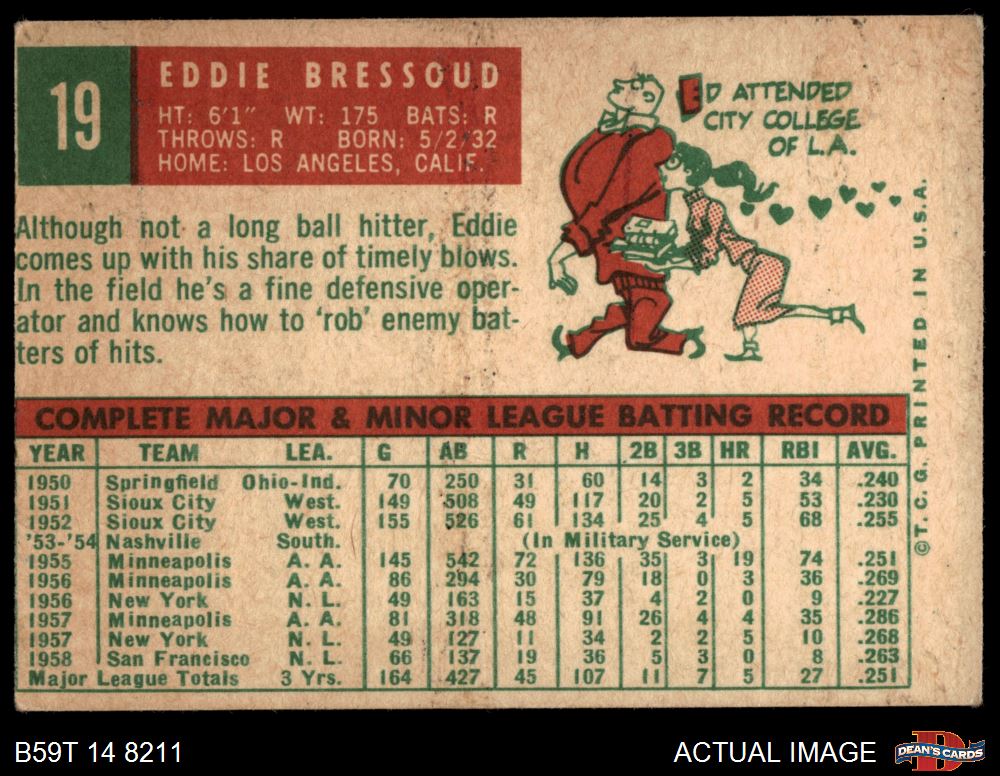 19
EDDIE BRESSOUD
HT: 6'1" WT: 175 BATS: R
THROWS: R BORN: 5/2/32
HOME: LOS ANGELES, CALIF.
ED ATTENDED
CITY COLLEGE
OF L.A.
Although not a long ball hitter, Eddie
comes up with his share of timely blows.
In the field he's a fine defensive oper-
ator and knows how to 'rob' enemy bat-
ters of hits.
©T. C. G. PRINTED IN U.S.A.
COMPLETE MAJOR & MINOR LEAGUE BATTING RECORD
YEAR TEAM LEA. G AB R H 2B 3B HR RBI AVG.
1950 Springfield Ohio-Ind. 70 250 31 60 14 3 2 34 .240
1951 Sioux City West. 149 508 49 117 20 2 5 53 .230
1952 Sioux City West. 155 526 61 134 25 4 5 68 .255
'53-'54 Nashville South. (In Military Service)
1955 Minneapolis A. A. 145 542 72 136 35 3 19 74 .251
1956 Minneapolis A. A. 86 294 30 79 18 0 3 36 .269
1956 New York N. L. 49 163 15 37 4 2 0 9 .227
1957 Minneapolis A. A. 81 318 48 91 26 4 4 35 .286
1957 New York N. L. 49 127 11 34 2 2 5 10 .268
1958 San Francisco N. L. 66 137 19 36 5 3 0 8 .263
Major League Totals 3 Yrs. 164 427 45 107 11 7 5 27 .251
B59T 14 8211
ACTUAL IMAGE
D
DEAN'S CARDS